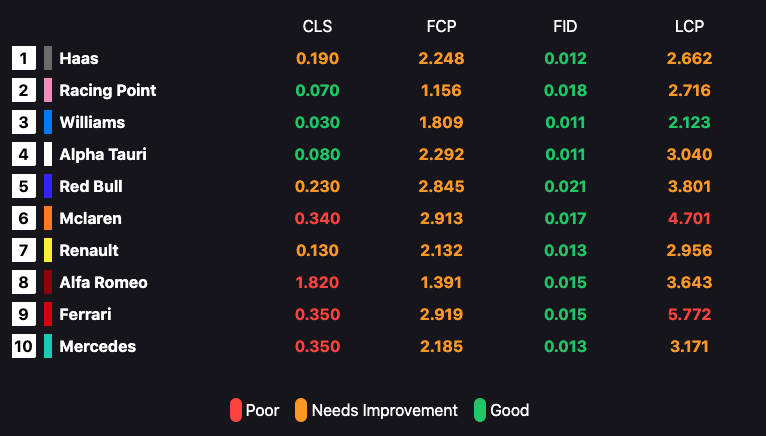 CLS FCP FID LCP
1 Haas 0.190 2.248 0.012 2.662
2 Racing Point 0.070 1.156 0.018 2.716
3 Williams 0.030 1.809 0.011 2.123
4 Alpha Tauri 0.080 2.292 0.011 3.040
5 Red Bull 0.230 2.845 0.021 3.801
6 Mclaren 0.340 2.913 0.017 4.701
7 Renault 0.130 2.132 0.013 2.956
8 Alfa Romeo 1.820 1.391 0.015 3.643
9 Ferrari 0.350 2.919 0.015 5.772
10 Mercedes 0.350 2.185 0.013 3.171
Poor Needs Improvement Good